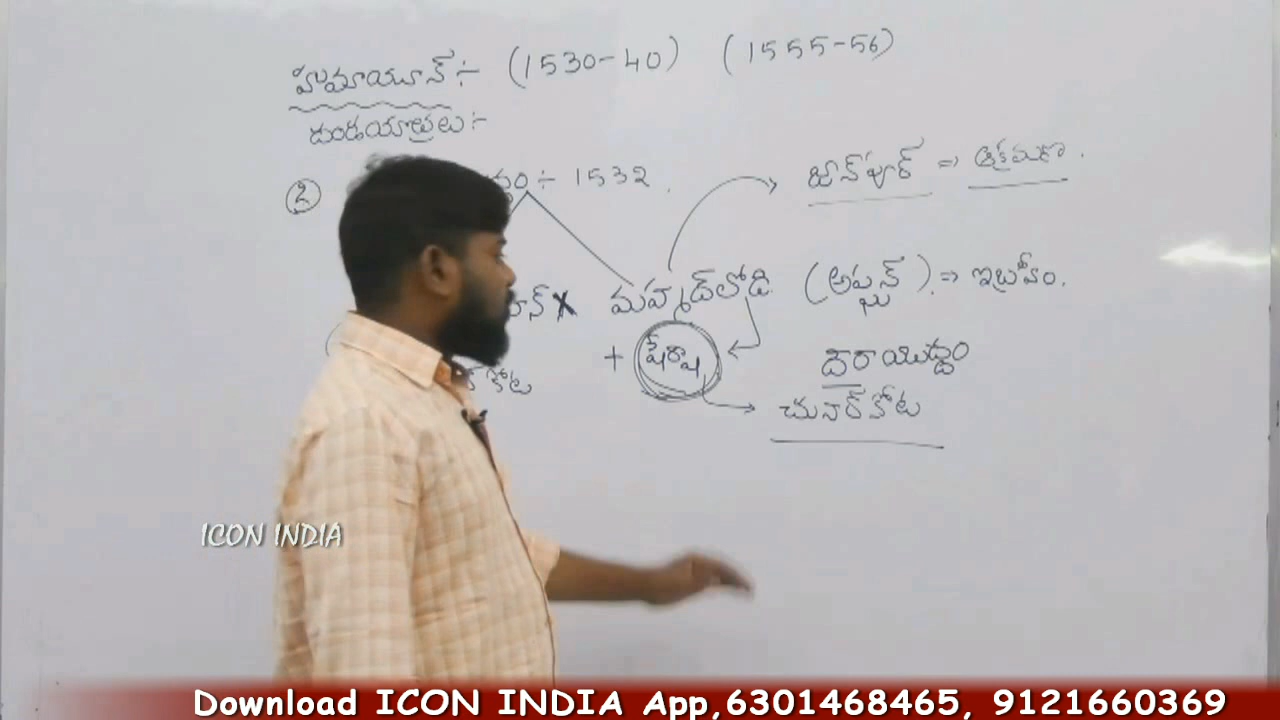 హుమాయూన్ :- (1530-40) (1555-56)
దండయాత్రలు :-
② ÷ 1532.
జాన్‌పూర్ => ఆక్రమణ.
X మహ్మద్‌లోడి (అఫ్ఘన్) => ఇబ్రహీం.
+ షేర్షా దౌరా యుద్ధం
కోట చునార్ కోట
ICON INDIA
Download ICON INDIA App,6301468465, 9121660369